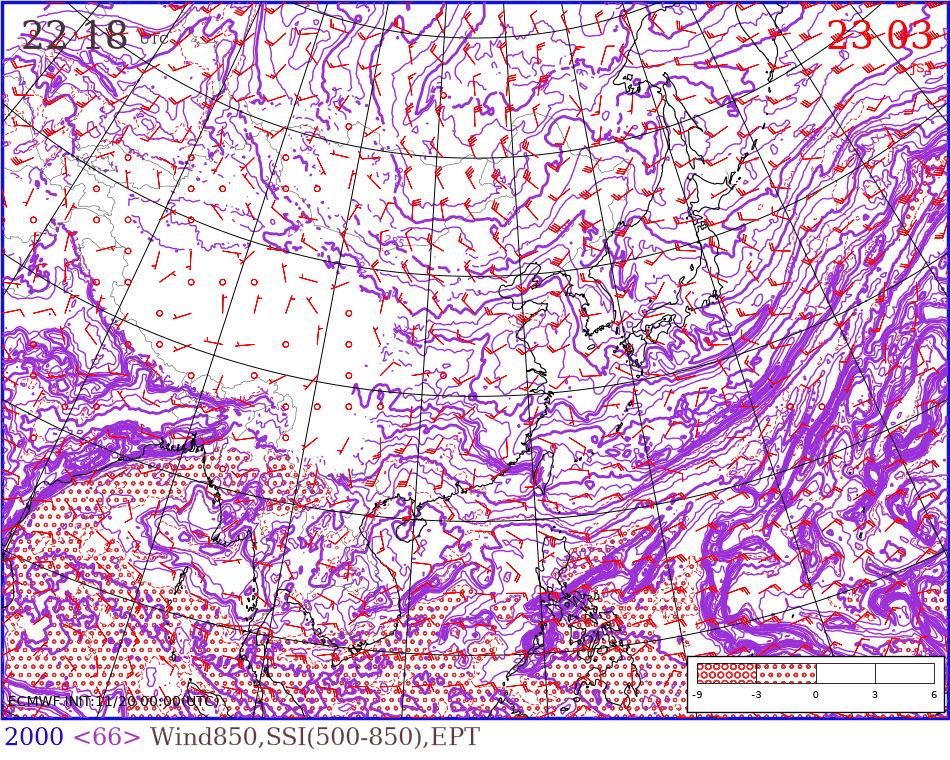 22 18 UTC 23 03
JST
-9 -3 0 3 6
ECMWF INIT:11/20 00:00(UTC)
2000 <66> Wind850,SSI(500-850),EPT